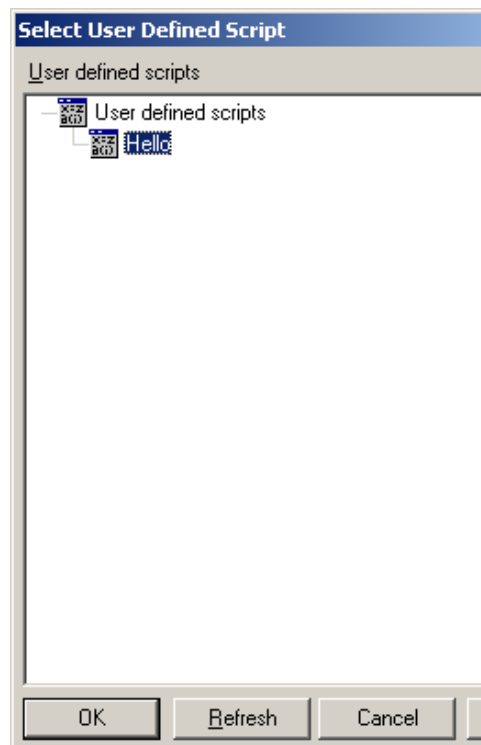 Select User Defined Script
User defined scripts
User defined scripts
Hello
OK
Refresh
Cancel